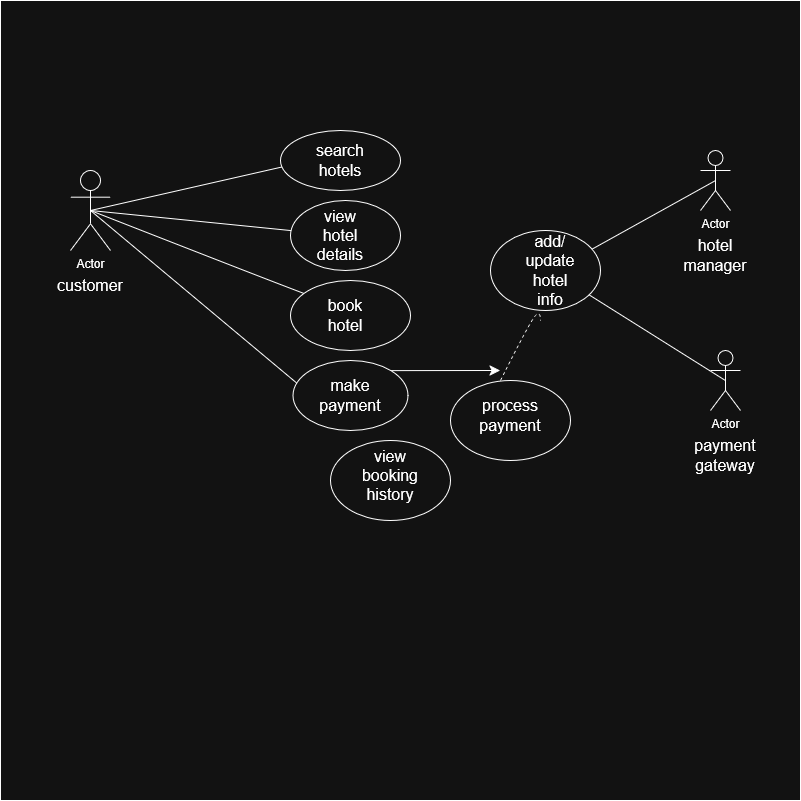 search
hotels
view
hotel
details
book
hotel
make
payment
view
booking
history
Actor
customer
add/
update
hotel
info
process
payment
Actor
hotel
manager
Actor
payment
gateway